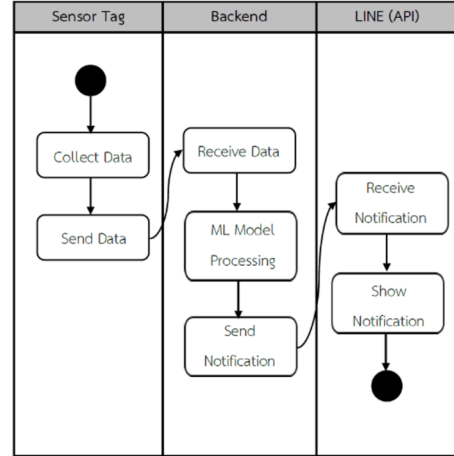 Sensor Tag
Backend
LINE (API)
Collect Data
Send Data
Receive Data
ML Model
Processing
Send
Notification
Receive
Notification
Show
Notification